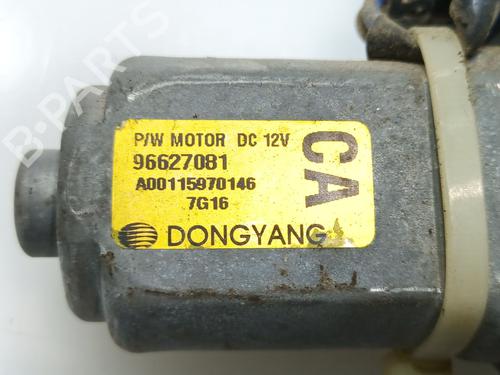 P/W MOTOR DC 12V
96627081
A00115970146
7G16
CA
DONGYANG
B-PARTS